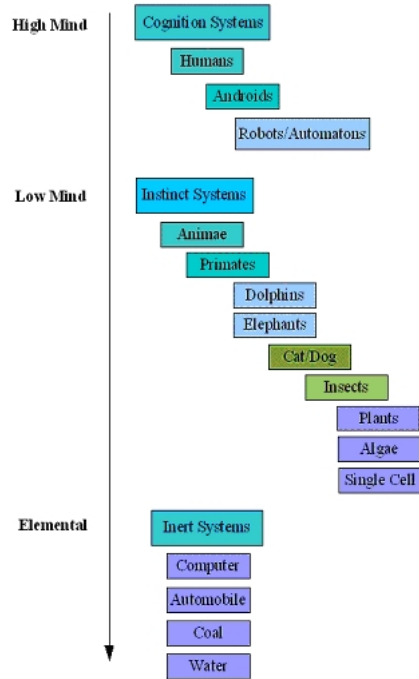 High Mind
Cognition Systems
Humans
Androids
Robots/Automatons
Low Mind
Instinct Systems
Animae
Primates
Dolphins
Elephants
Cat/Dog
Insects
Plants
Algae
Single Cell
Elemental
Inert Systems
Computer
Automobile
Coal
Water